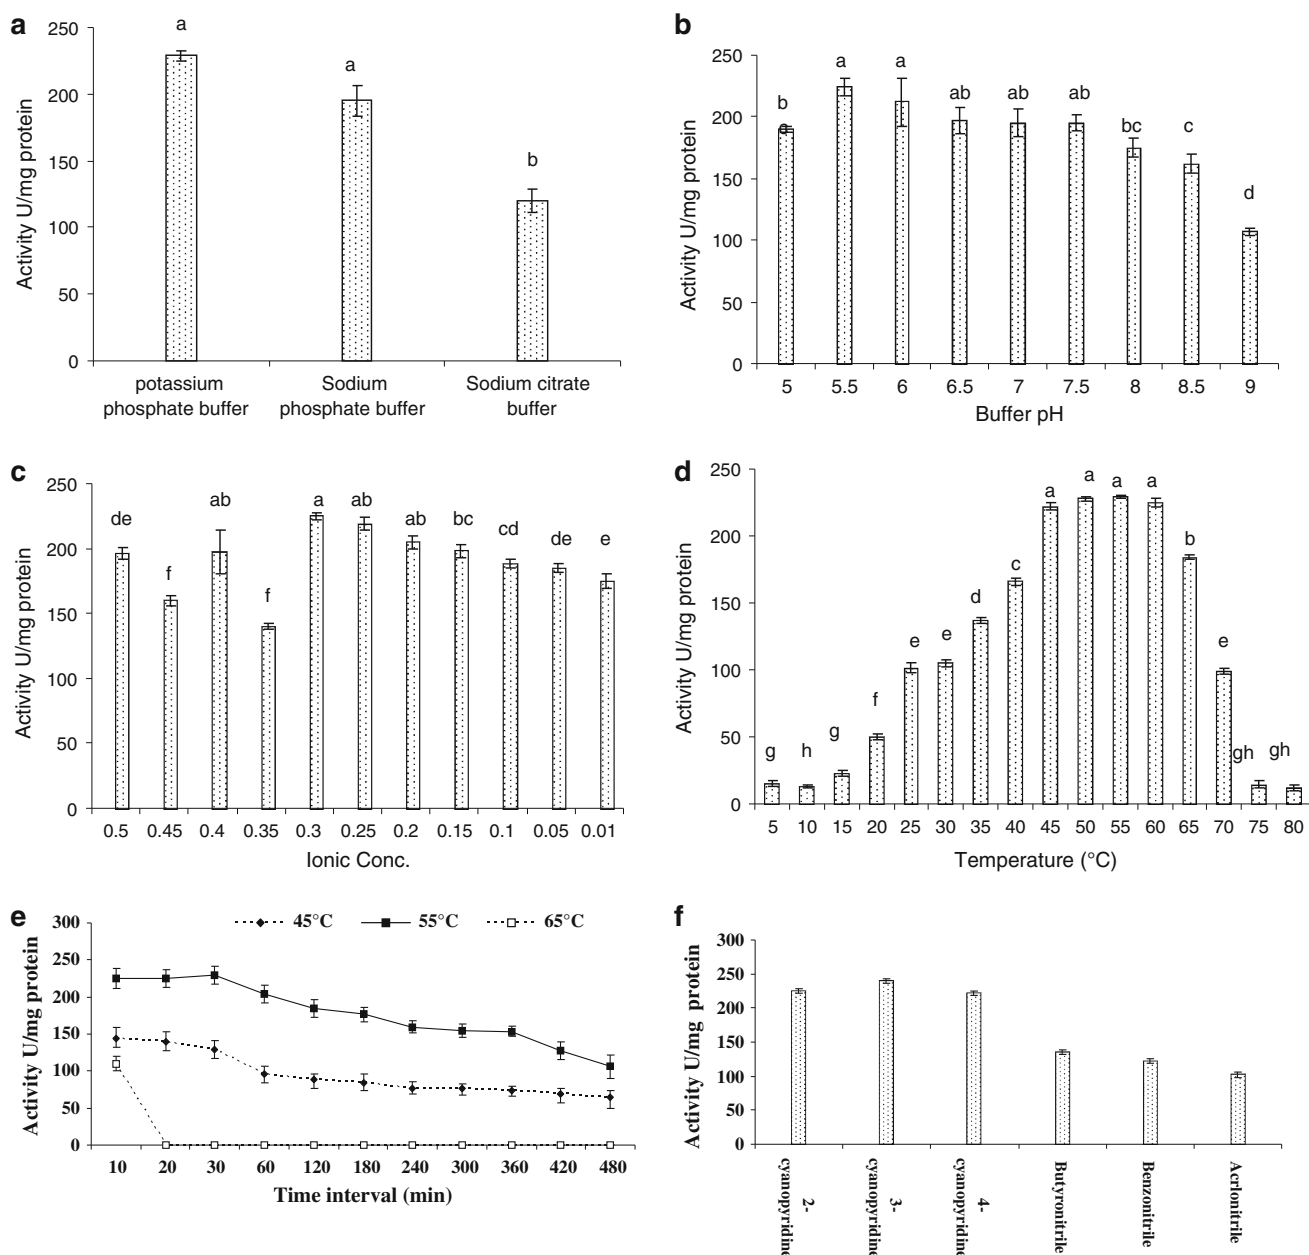 a
Activity U/mg protein
250
200
150
100
50
0
a
a
b
potassium phosphate buffer
Sodium phosphate buffer
Sodium citrate buffer
b
Activity U/mg protein
250
200
150
100
50
0
b
c
a
a
ab
ab
ab
bc
c
d
5 5.5 6 6.5 7 7.5 8 8.5 9
Buffer pH
c
Activity U/mg protein
250
200
150
100
50
0
de
f
ab
f
a
ab
ab
bc
cd
de
e
0.5 0.45 0.4 0.35 0.3 0.25 0.2 0.15 0.1 0.05 0.01
Ionic Conc.
d
Activity U/mg protein
250
200
150
100
50
0
g
h
g
f
e
e
d
c
a
a
a
a
b
e
gh
gh
5 10 15 20 25 30 35 40 45 50 55 60 65 70 75 80
Temperature (°C)
e
Activity U/mg protein
300
250
200
150
100
50
0
45°C 55°C 65°C
10 20 30 60 120 180 240 300 360 420 480
Time interval (min)
f
Activity U/mg protein
300
250
200
150
100
50
0
2-
cyanopyridine
3-
cyanopyridine
4-
cyanopyridine
Butyronitrile
Benzonitrile
Acrlonitrile